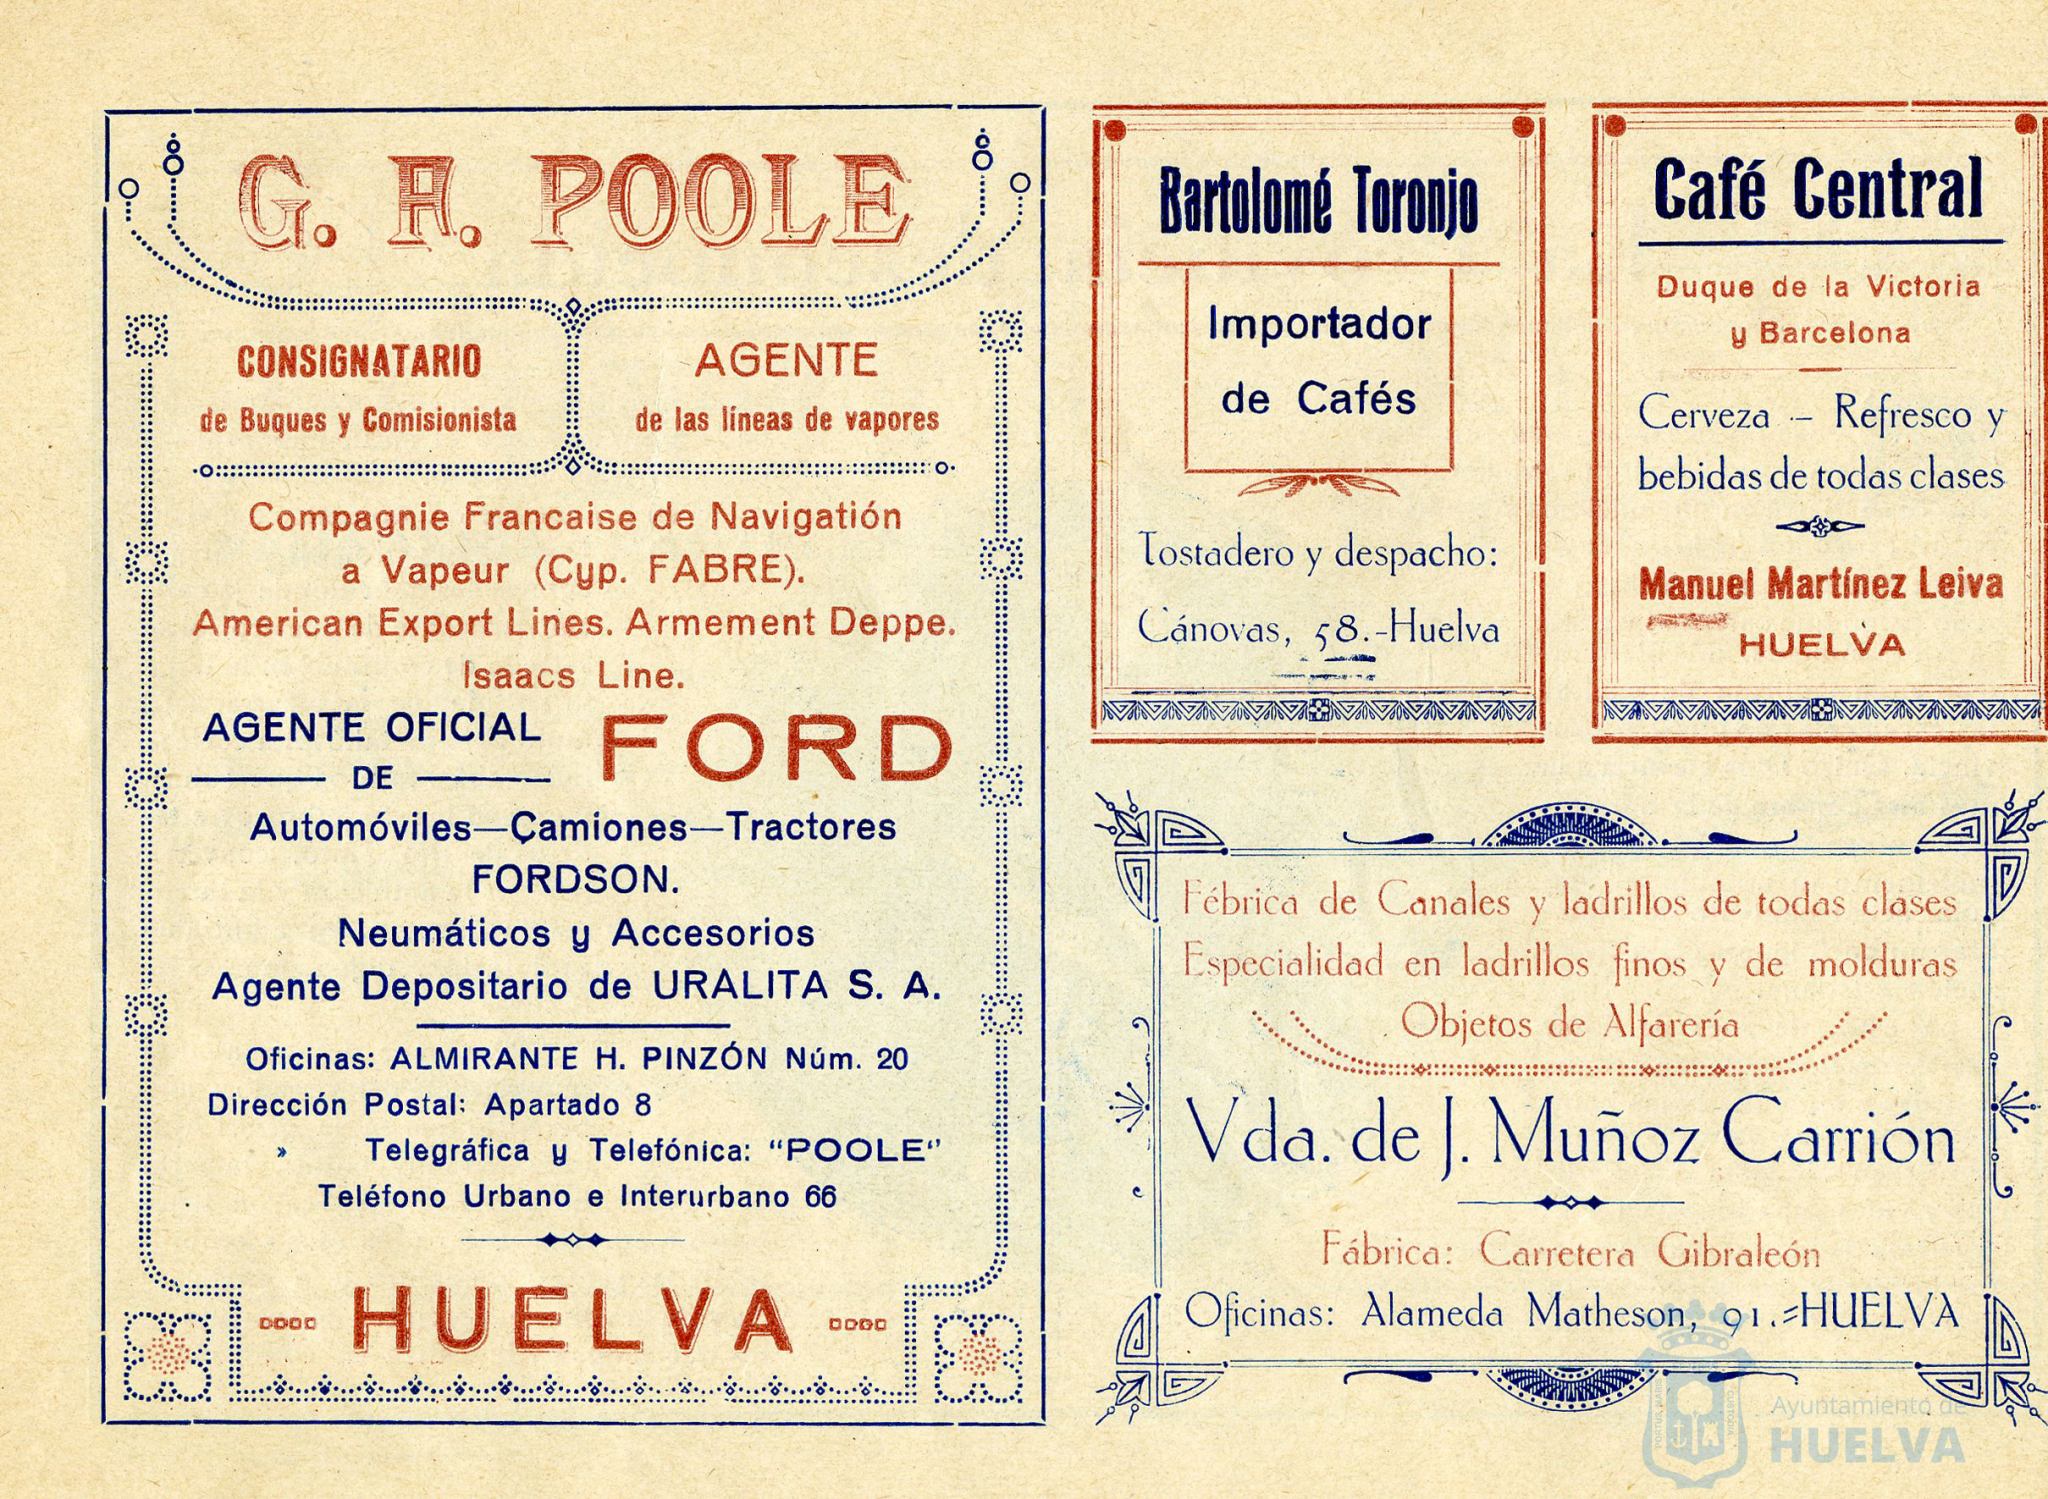 G. A. POOLE
CONSIGNATARIO
de Buques y Comisionista
AGENTE
de las líneas de vapores
Compagnie Francaise de Navigatión
a Vapeur (Cyp. FABRE).
American Export Lines. Armement Deppe.
Isaacs Line.
AGENTE OFICIAL
DE
FORD
Automóviles—Camiones—Tractores
FORDSON.
Neumáticos y Accesorios
Agente Depositario de URALITA S. A.
Oficinas: ALMIRANTE H. PINZÓN Núm. 20
Dirección Postal: Apartado 8
» Telegráfica y Telefónica: "POOLE"
Teléfono Urbano e Interurbano 66
HUELVA
Bartolomé Toronjo
Importador
de Cafés
Tostadero y despacho:
Cánovas, 58.-Huelva
Café Central
Duque de la Victoria
y Barcelona
Cerveza – Refresco y
bebidas de todas clases
Manuel Martínez Leiva
HUELVA
Fébrica de Canales y ladrillos de todas clases
Especialidad en ladrillos finos y de molduras
Objetos de Alfarería
Vda. de J. Muñoz Carrión
Fábrica: Carretera Gibraleón
Oficinas: Alameda Matheson, 91.=HUELVA
Ayuntamiento de
HUELVA